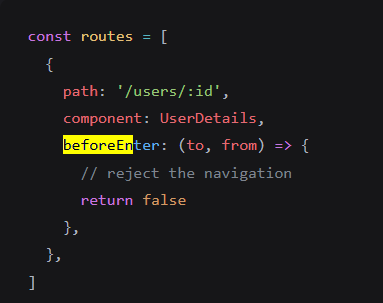 const routes = [
  {
    path: '/users/:id',
    component: UserDetails,
    beforeEnter: (to, from) => {
      // reject the navigation
      return false
    },
  },
]